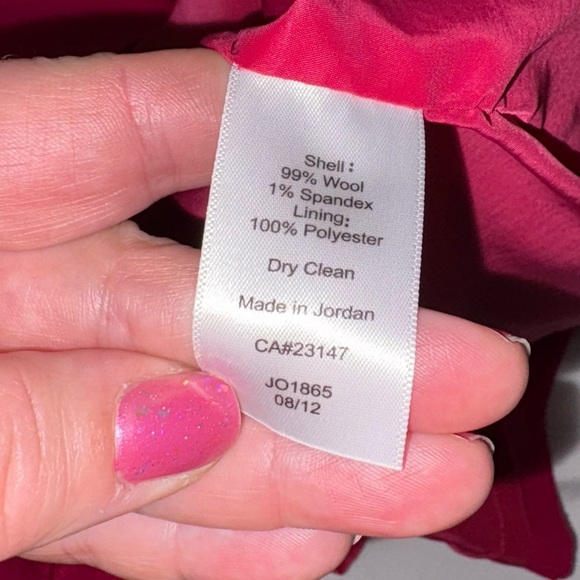 Shell:
99% Wool
1% Spandex
Lining:
100% Polyester
Dry Clean
Made in Jordan
CA#23147
JO1865
08/12